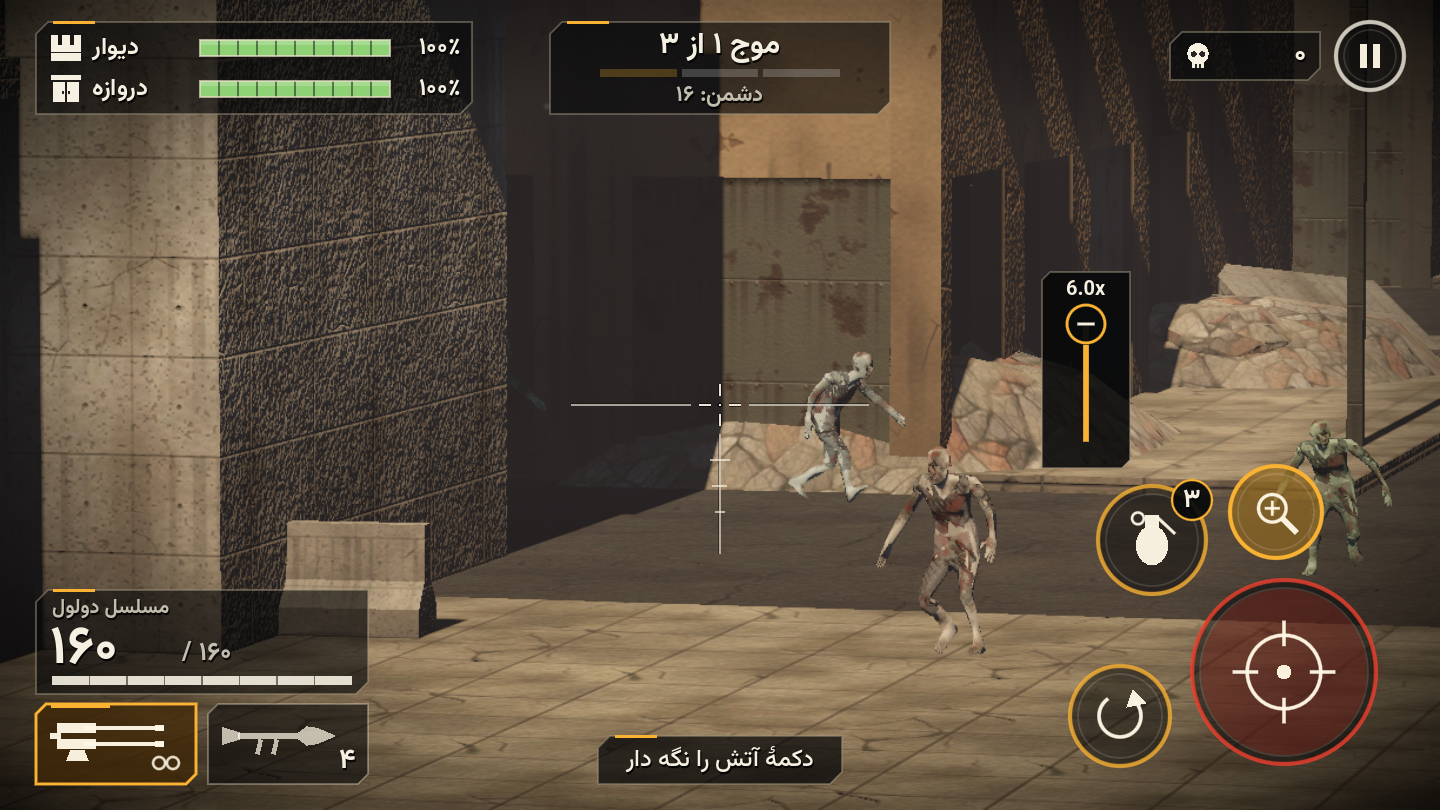 دیوار ۱۰۰٪
دروازه ۱۰۰٪
موج ۱ از ۳
دشمن: ۱۶
۰
6.0x
۳
مسلسل دولول
۱۶۰ / ۱۶۰
∞
۴
دکمهٔ آتش را نگه دار